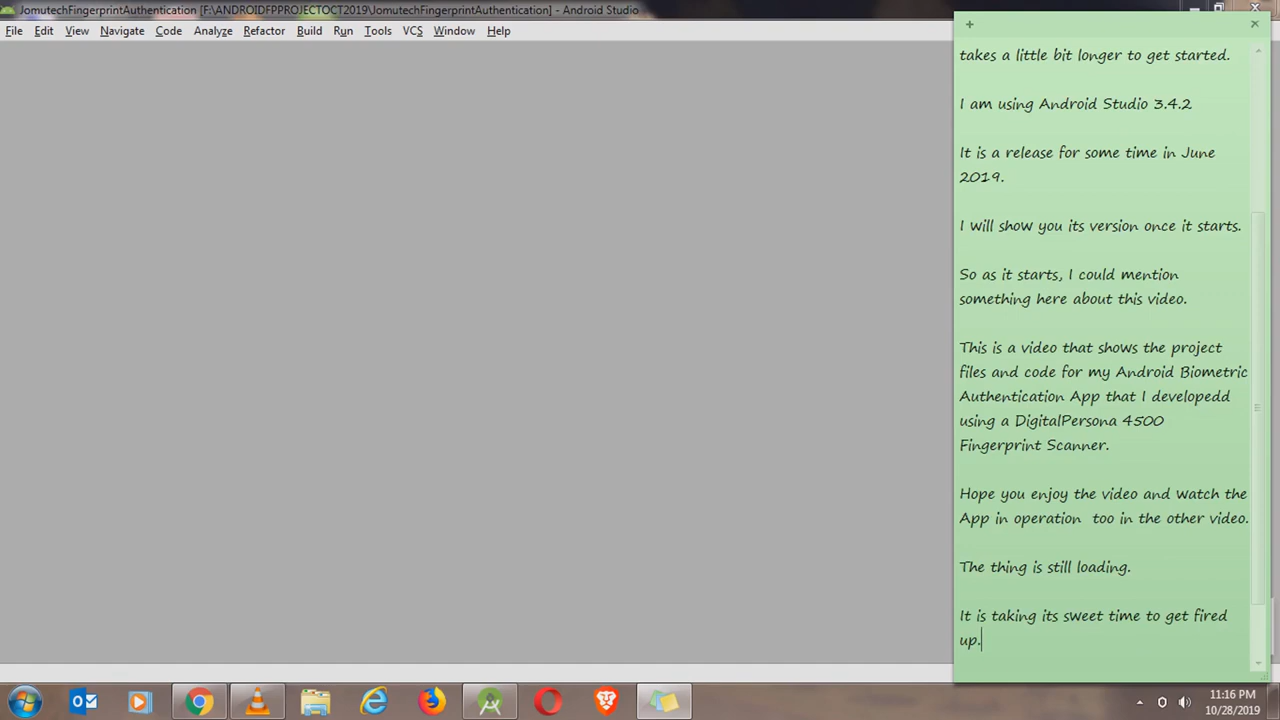 JomutechFingerprintAuthentication [F:\ANDROIDFPPROJECTOCT2019\JomutechFingerprintAuthentication] - Android Studio
File Edit View Navigate Code Analyze Refactor Build Run Tools VCS Window Help
takes a little bit longer to get started.
I am using Android Studio 3.4.2
It is a release for some time in June
2019.
I will show you its version once it starts.
So as it starts, I could mention
something here about this video.
This is a video that shows the project
files and code for my Android Biometric
Authentication App that I developedd
using a DigitalPersona 4500
Fingerprint Scanner.
Hope you enjoy the video and watch the
App in operation  too in the other video.
The thing is still loading.
It is taking its sweet time to get fired
up.
11:16 PM
10/28/2019